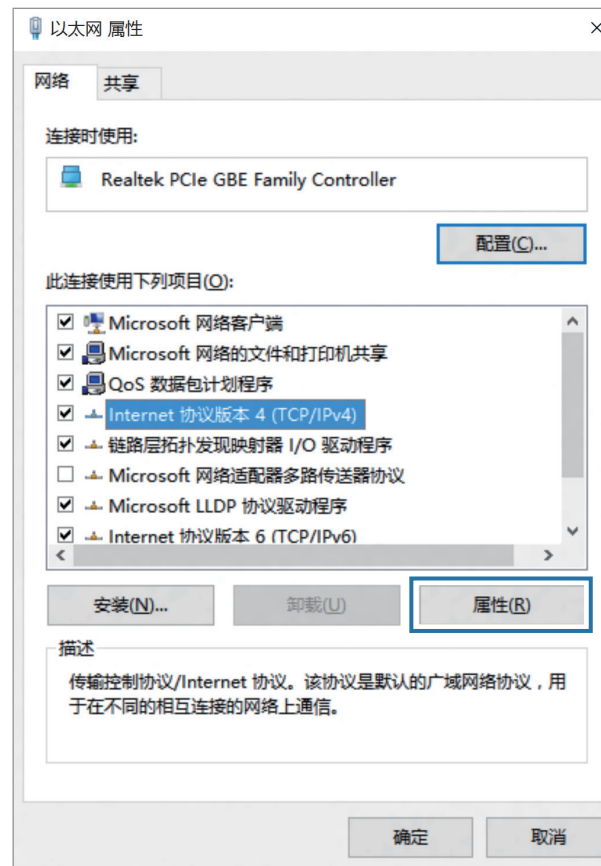 以太网 属性
网络 共享
连接时使用:
Realtek PCIe GBE Family Controller
配置(C)...
此连接使用下列项目(O):
Microsoft 网络客户端
Microsoft 网络的文件和打印机共享
QoS 数据包计划程序
Internet 协议版本 4 (TCP/IPv4)
链路层拓扑发现映射器 I/O 驱动程序
Microsoft 网络适配器多路传送器协议
Microsoft LLDP 协议驱动程序
Internet 协议版本 6 (TCP/IPv6)
安装(N)... 卸载(U) 属性(R)
描述
传输控制协议/Internet 协议。该协议是默认的广域网络协议，用
于在不同的相互连接的网络上通信。
确定 取消